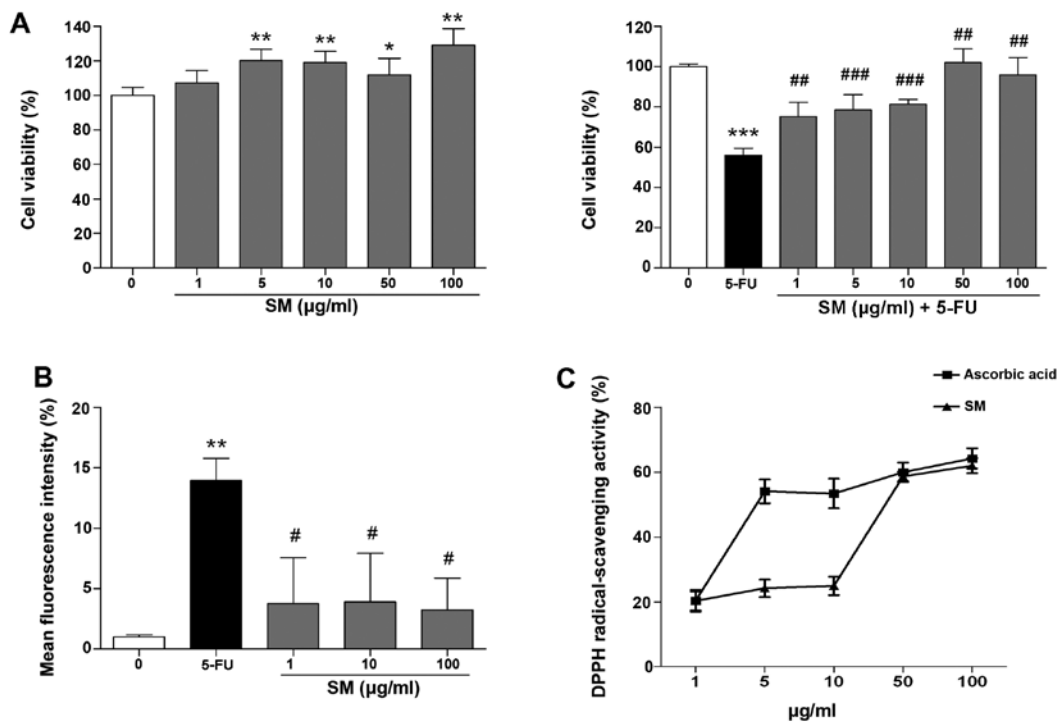 A
Cell viability (%)
140
120
100
80
60
40
20
0
**
**
*
**
0 1 5 10 50 100
SM (µg/ml)
Cell viability (%)
120
100
80
60
40
20
0
***
##
###
###
##
##
0 5-FU 1 5 10 50 100
SM (µg/ml) + 5-FU
B
Mean fluorescence intensity (%)
20
15
10
5
0
**
#
#
#
0 5-FU 1 10 100
SM (µg/ml)
C
Ascorbic acid
SM
DPPH radical-scavenging activity (%)
80
60
40
20
0
1 5 10 50 100
µg/ml